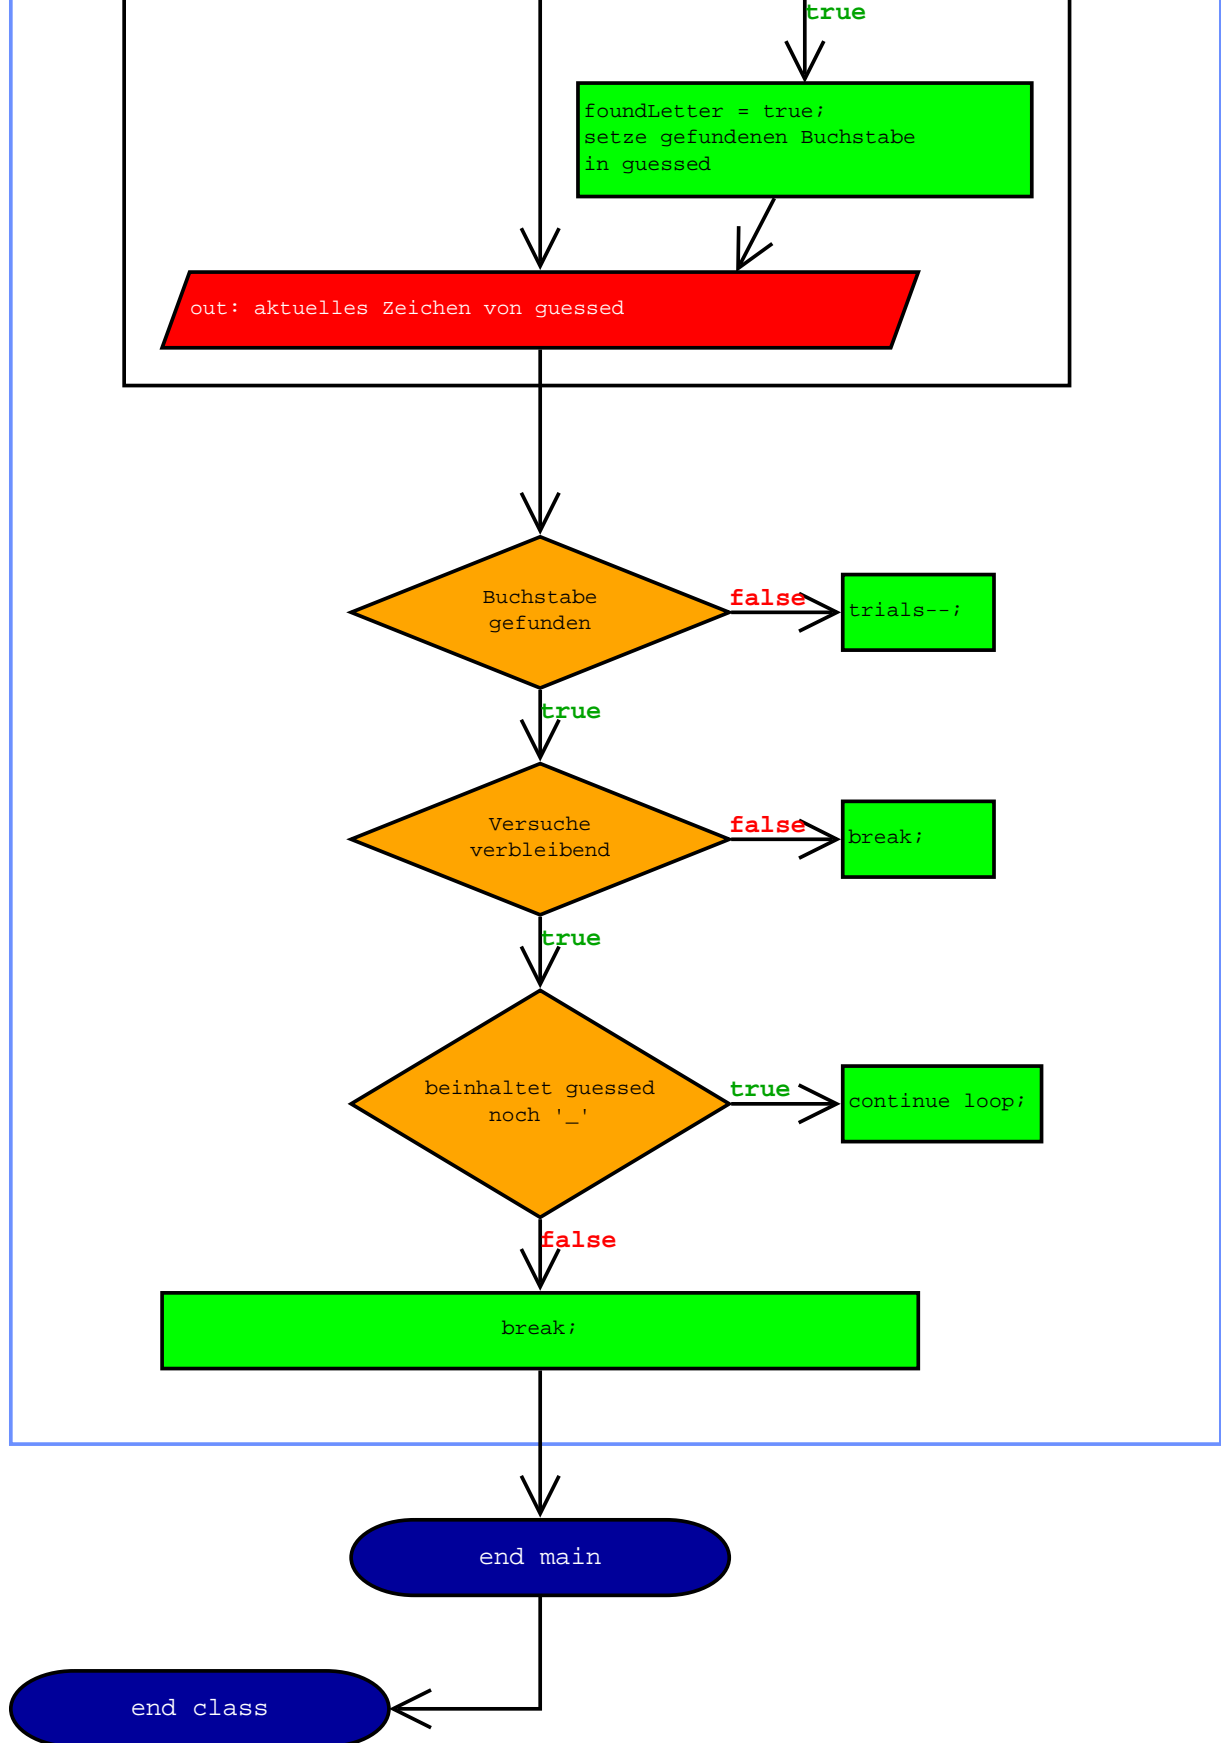 true
foundLetter = true;
setze gefundenen Buchstabe
in guessed
out: aktuelles Zeichen von guessed
Buchstabe
gefunden
false
trials--;
true
Versuche
verbleibend
false
break;
true
beinhaltet guessed
noch '_'
true
continue loop;
false
break;
end main
end class